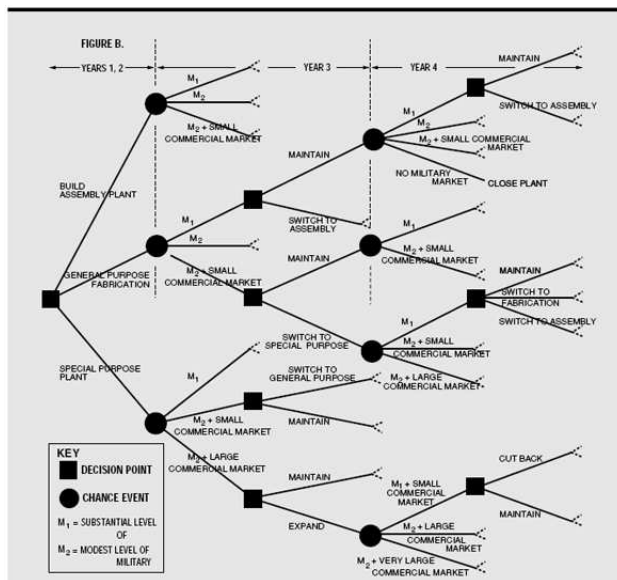 FIGURE B.
YEARS 1, 2
YEAR 3
YEAR 4
MAINTAIN
M1
M2
M2 + SMALL
COMMERCIAL
MARKET
M1
SWITCH TO ASSEMBLY
M2
M2 + SMALL COMMERCIAL
MARKET
MAINTAIN
NO MILITARY
MARKET
CLOSE PLANT
BUILD
ASSEMBLY PLANT
M1
SWITCH TO
ASSEMBLY
M1
M2
M2 + SMALL
COMMERCIAL MARKET
MAINTAIN
M2 + SMALL
COMMERCIAL
MARKET
GENERAL PURPOSE
FABRICATION
MAINTAIN
SWITCH TO
FABRICATION
M1
SWITCH TO ASSEMBLY
SWITCH TO
SPECIAL PURPOSE
M2 + SMALL
COMMERCIAL MARKET
SPECIAL PURPOSE
PLANT
M1
SWITCH TO
GENERAL PURPOSE
M2 + LARGE
COMMERCIAL MARKET
M2 + SMALL
COMMERCIAL MARKET
MAINTAIN
M2 + LARGE
COMMERCIAL MARKET
CUT BACK
MAINTAIN
M1 + SMALL
COMMERCIAL
MARKET
EXPAND
MAINTAIN
M2 + LARGE
COMMERCIAL
MARKET
M2 + VERY LARGE
COMMERCIAL MARKET
KEY
DECISION POINT
CHANCE EVENT
M1 = SUBSTANTIAL LEVEL
OF
M2 = MODEST LEVEL OF
MILITARY